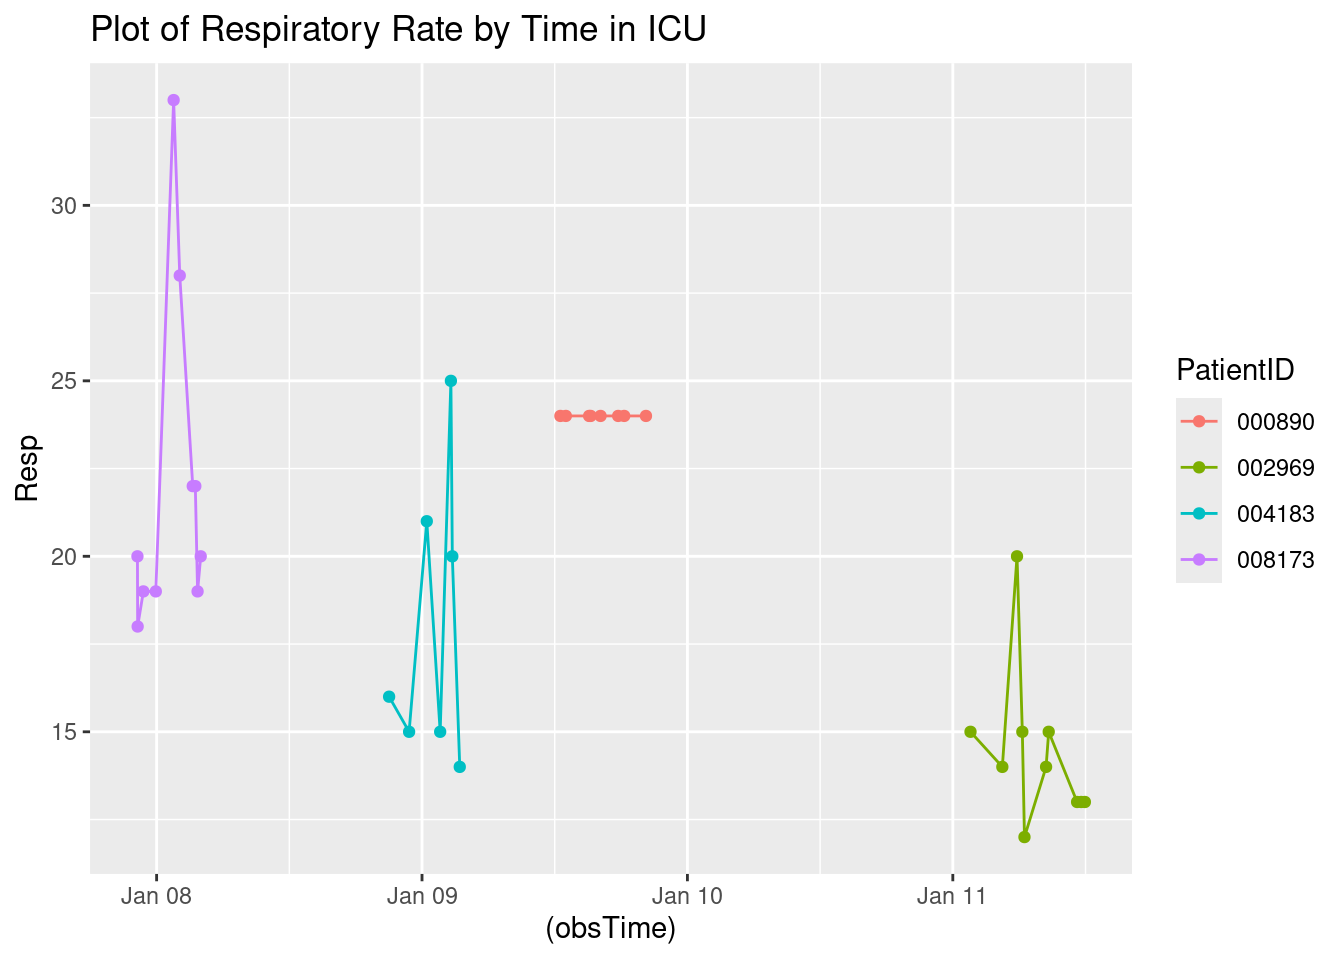 Plot of Respiratory Rate by Time in ICU
30
25
20
15
Resp
Jan 08
Jan 09
Jan 10
Jan 11
(obsTime)
PatientID
000890
002969
004183
008173